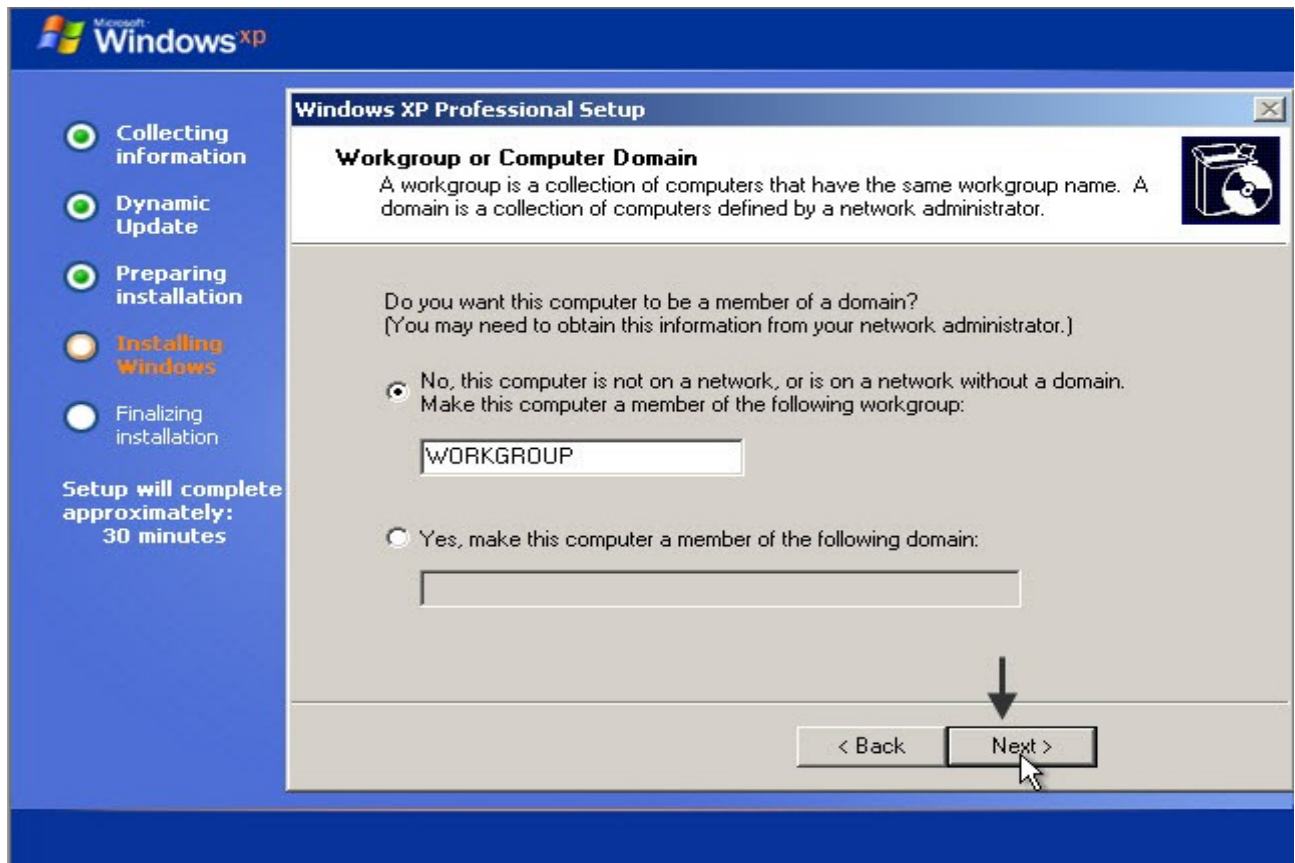 Microsoft
Windows xp
Collecting
information
Dynamic
Update
Preparing
installation
Installing
Windows
Finalizing
installation
Setup will complete
approximately:
30 minutes
Windows XP Professional Setup
Workgroup or Computer Domain
A workgroup is a collection of computers that have the same workgroup name. A
domain is a collection of computers defined by a network administrator.
Do you want this computer to be a member of a domain?
(You may need to obtain this information from your network administrator.)
No, this computer is not on a network, or is on a network without a domain.
Make this computer a member of the following workgroup:
WORKGROUP
Yes, make this computer a member of the following domain:
< Back
Next >